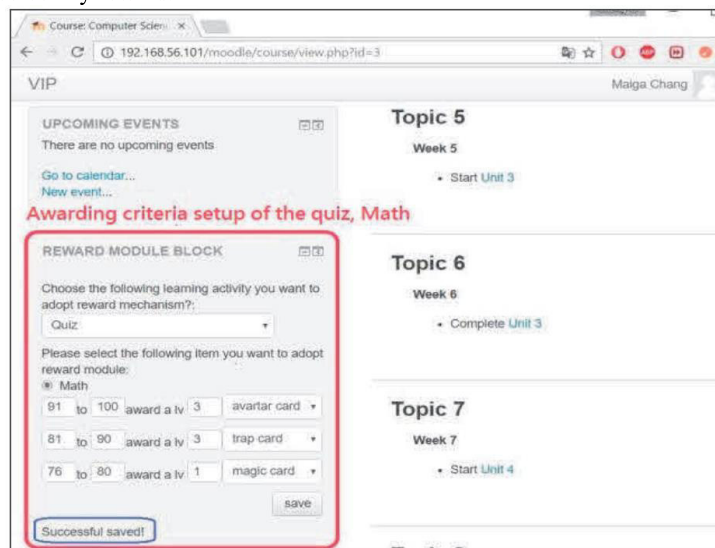 Course: Computer Scien
192.168.56.101/moodle/course/view.php?id=3
VIP
Maiga Chang
UPCOMING EVENTS
There are no upcoming events
Go to calendar...
New event...
Awarding criteria setup of the quiz, Math
REWARD MODULE BLOCK
Choose the following learning activity you want to
adopt reward mechanism?:
Quiz
Please select the following item you want to adopt
reward module:
Math
91 to 100 award a lv 3 avartar card
81 to 90 award a lv 3 trap card
76 to 80 award a lv 1 magic card
save
Successful saved!
Topic 5
Week 5
Start Unit 3
Topic 6
Week 6
Complete Unit 3
Topic 7
Week 7
Start Unit 4